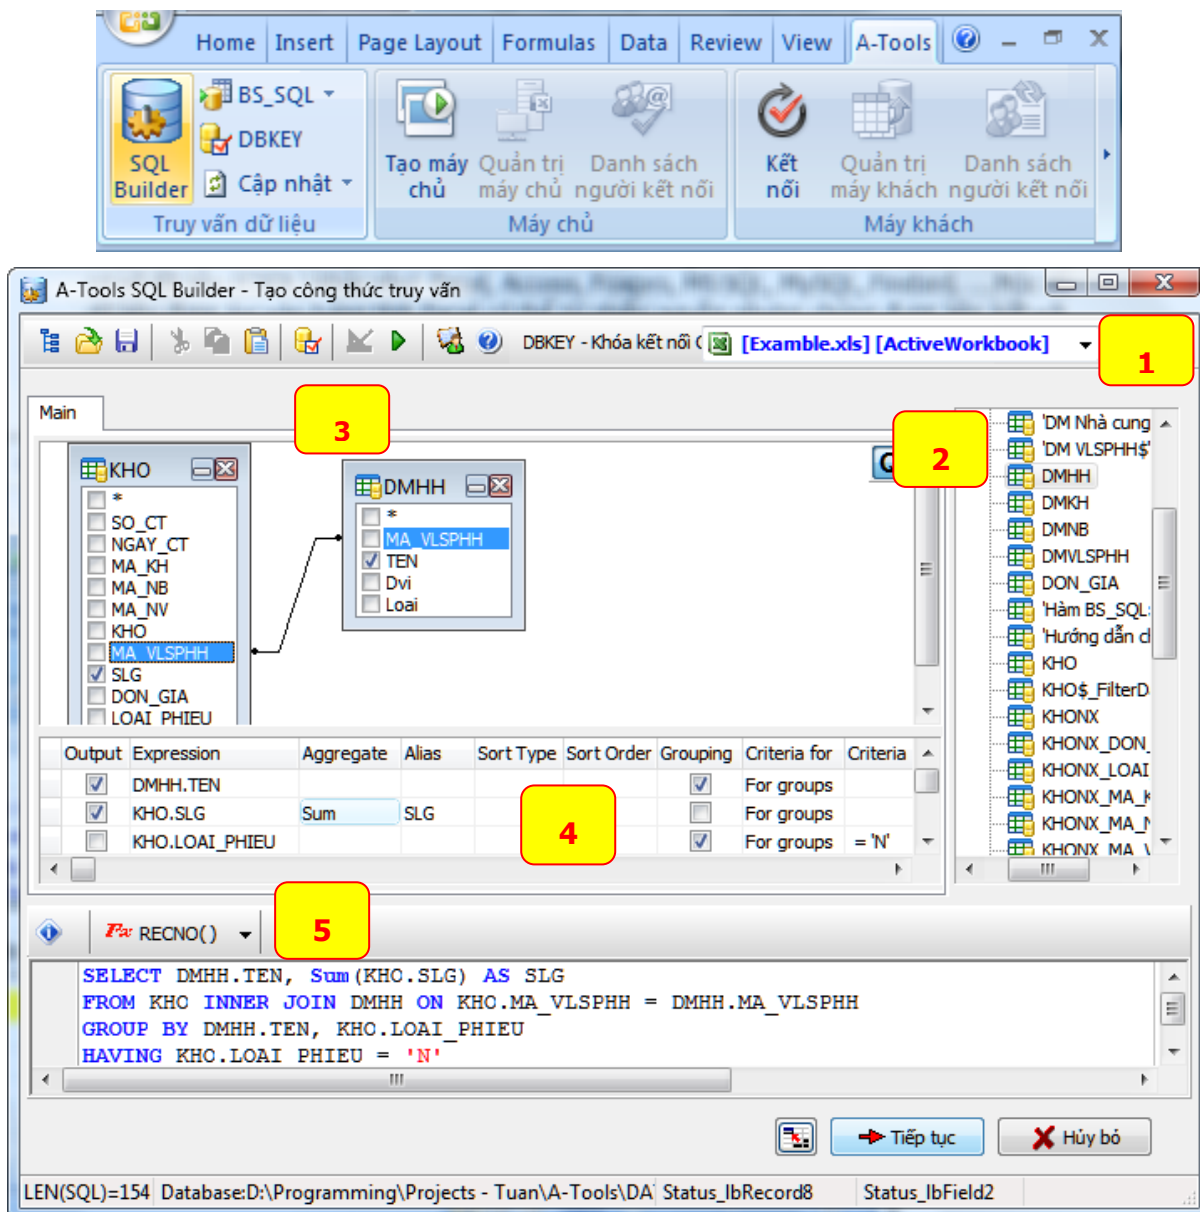 Home Insert Page Layout Formulas Data Review View A-Tools
BS_SQL
DBKEY
Cập nhật
SQL Builder
Truy vấn dữ liệu
Tạo máy chủ
Quản trị máy chủ
Danh sách người kết nối
Máy chủ
Kết nối
Quản trị máy khách
Danh sách người kết nối
Máy khách
A-Tools SQL Builder - Tạo công thức truy vấn
DBKEY - Khóa kết nối [Examble.xls] [ActiveWorkbook]
1
Main
3
2
KHO
*
SO_CT
NGAY_CT
MA_KH
MA_NB
MA_NV
KHO
MA_VLSPHH
SLG
DON_GIA
LOAI_PHIEU
DMHH
*
MA_VLSPHH
TEN
Dvi
Loai
'DM Nhà cung
'DM VLSPHH$'
DMHH
DMKH
DMNB
DMVLSPHH
DON_GIA
'Hàm BS_SQL
'Hướng dẫn
KHO
KHO$_FilterD
KHONX
KHONX_DON_
KHONX_LOAI
KHONX_MA_
KHONX_MA_
KHONX_MA_
Output Expression Aggregate Alias Sort Type Sort Order Grouping Criteria for Criteria
DMHH.TEN For groups
KHO.SLG Sum SLG For groups
KHO.LOAI_PHIEU For groups = 'N'
4
Fx RECNO()
5
SELECT DMHH.TEN, Sum(KHO.SLG) AS SLG
FROM KHO INNER JOIN DMHH ON KHO.MA_VLSPHH = DMHH.MA_VLSPHH
GROUP BY DMHH.TEN, KHO.LOAI_PHIEU
HAVING KHO.LOAI_PHIEU = 'N'
Tiếp tục Hủy bỏ
LEN(SQL)=154 Database:D:\Programming\Projects - Tuan\A-Tools\DA Status_lbRecord8 Status_lbField2